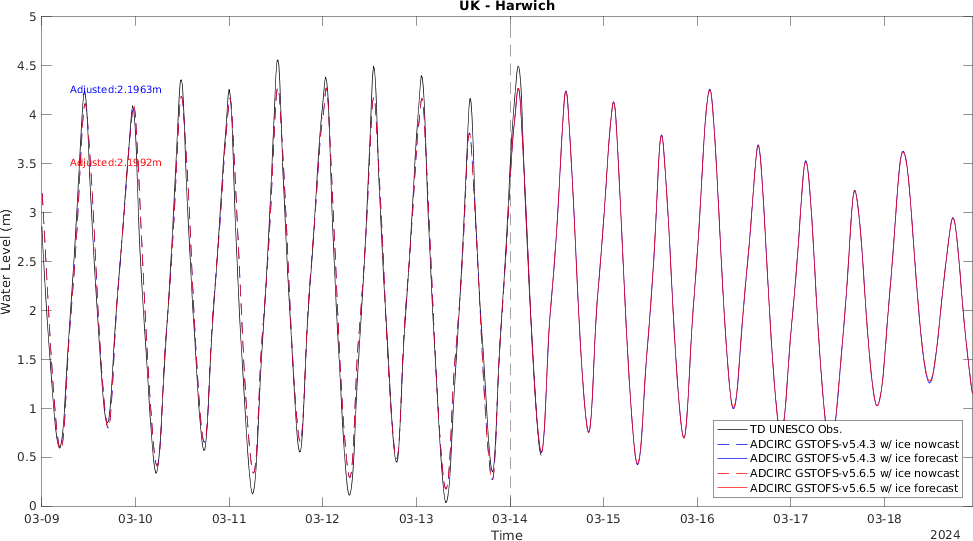 UK - Harwich
5
4.5
4
3.5
3
2.5
2
1.5
1
0.5
0
Water Level (m)
Adjusted:2.1963m
Adjusted:2.1992m
TD UNESCO Obs.
ADCIRC GSTOFS-v5.4.3 w/ ice nowcast
ADCIRC GSTOFS-v5.4.3 w/ ice forecast
ADCIRC GSTOFS-v5.6.5 w/ ice nowcast
ADCIRC GSTOFS-v5.6.5 w/ ice forecast
03-09 03-10 03-11 03-12 03-13 03-14 03-15 03-16 03-17 03-18
Time
2024